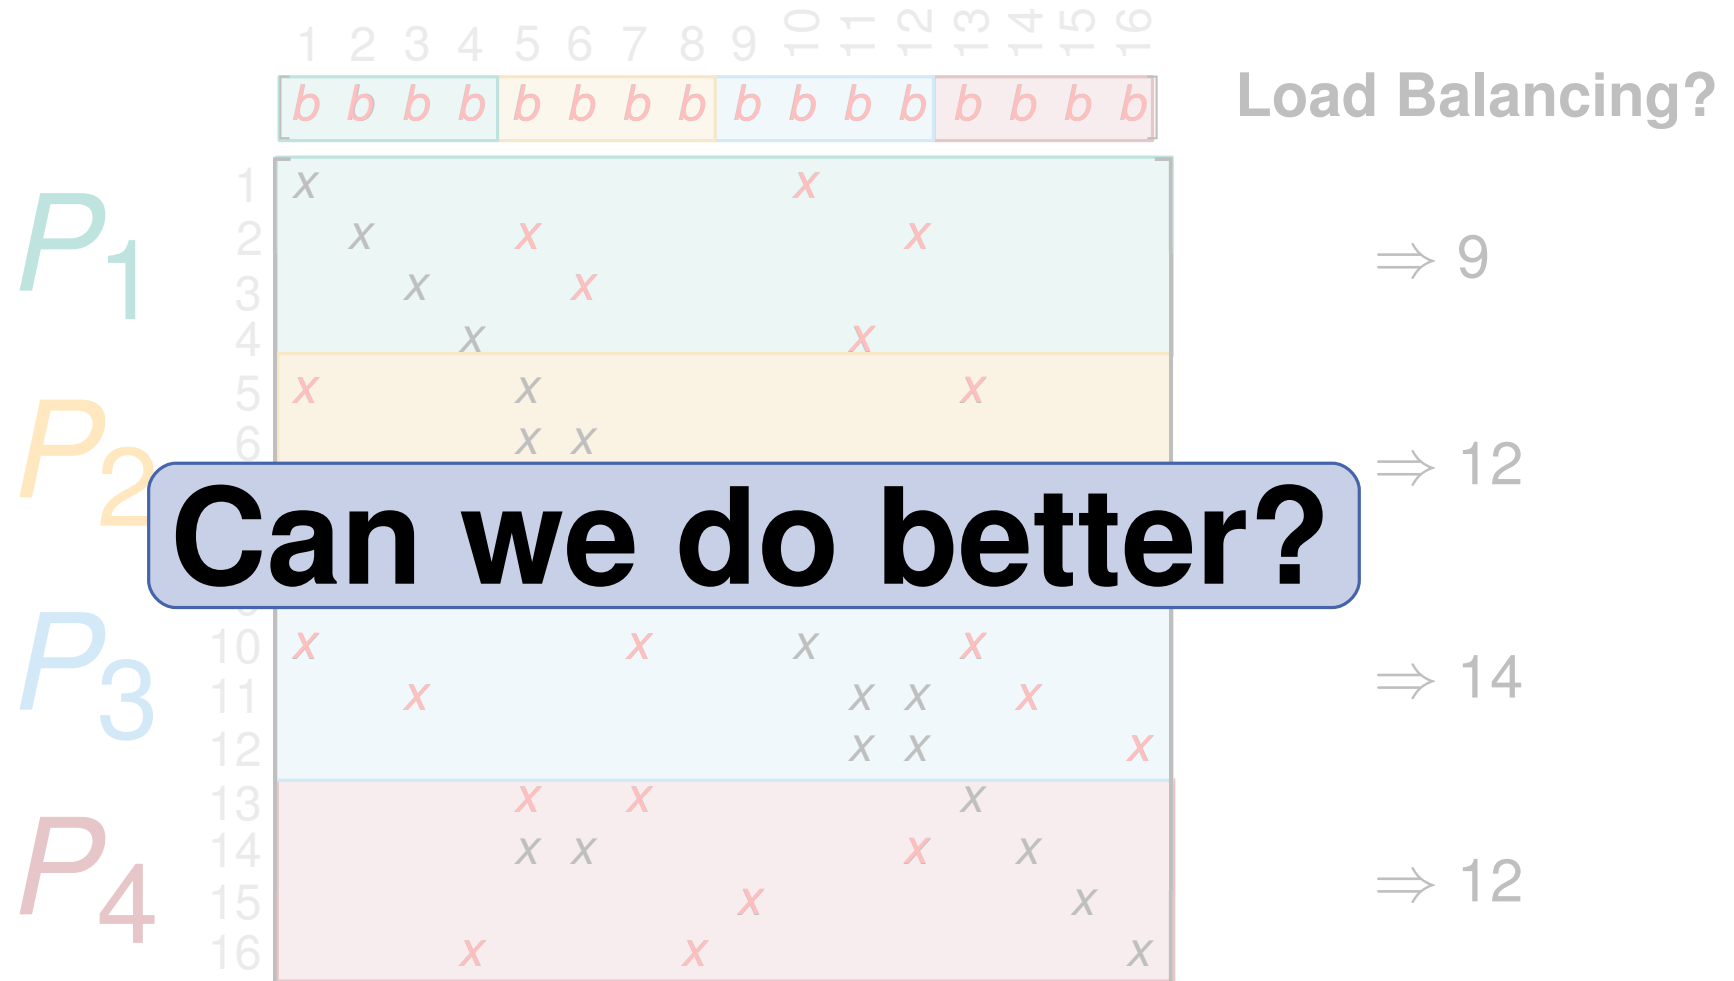 1 2 3 4 5 6 7 8 9 10 11 12 13 14 15 16
b b b b b b b b b b b b b b b b
Load Balancing?
P1
1 x x
2 x x x
3 x x
4 x x
⇒ 9
P2
5 x x x
6 x x
⇒ 12
Can we do better?
P3
10 x x x x
11 x x x x
12 x x x
⇒ 14
P4
13 x x x
14 x x x x
15 x x
16 x x x
⇒ 12